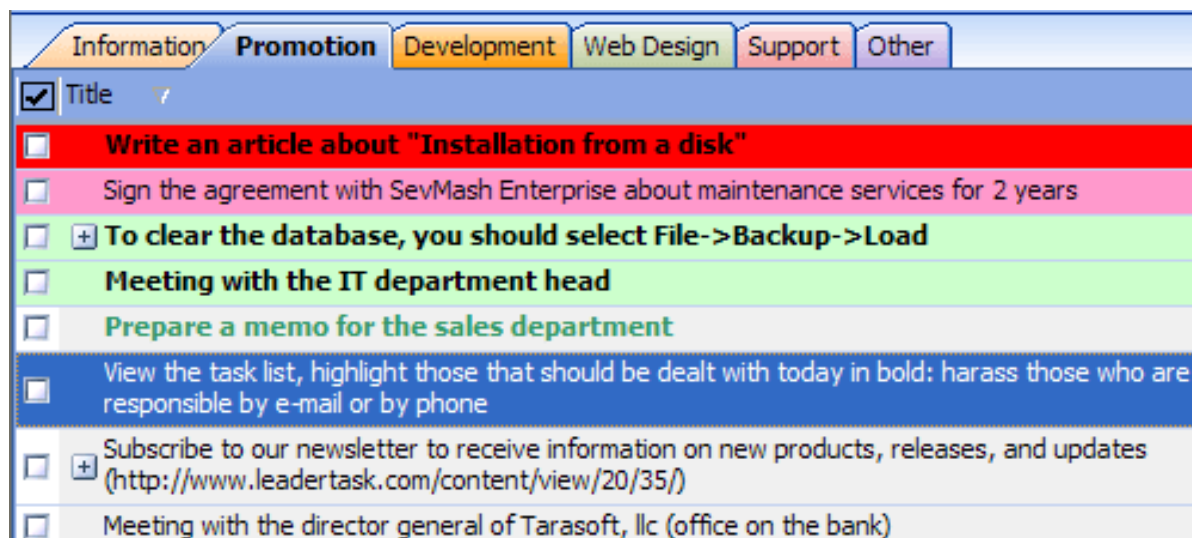 Information Promotion Development Web Design Support Other
Title
Write an article about "Installation from a disk"
Sign the agreement with SevMash Enterprise about maintenance services for 2 years
To clear the database, you should select File->Backup->Load
Meeting with the IT department head
Prepare a memo for the sales department
View the task list, highlight those that should be dealt with today in bold: harass those who are
responsible by e-mail or by phone
Subscribe to our newsletter to receive information on new products, releases, and updates
(http://www.leadertask.com/content/view/20/35/)
Meeting with the director general of Tarasoft, llc (office on the bank)